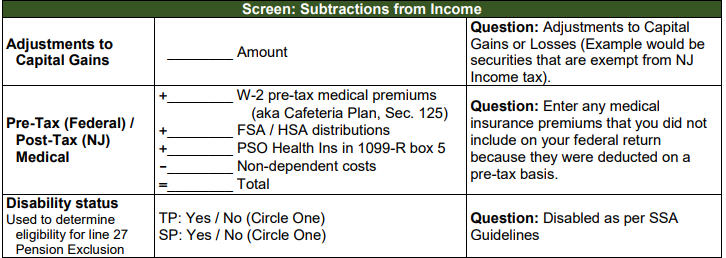 Screen: Subtractions from Income
Adjustments to
Capital Gains
________ Amount
Question: Adjustments to Capital
Gains or Losses (Example would be
securities that are exempt from NJ
Income tax).
Pre-Tax (Federal) /
Post-Tax (NJ)
Medical
+________ W-2 pre-tax medical premiums
(aka Cafeteria Plan, Sec. 125)
+________ FSA / HSA distributions
+________ PSO Health Ins in 1099-R box 5
–________ Non-dependent costs
=________ Total
Question: Enter any medical
insurance premiums that you did not
include on your federal return
because they were deducted on a
pre-tax basis.
Disability status
Used to determine
eligibility for line 27
Pension Exclusion
TP: Yes / No (Circle One)
SP: Yes / No (Circle One)
Question: Disabled as per SSA
Guidelines